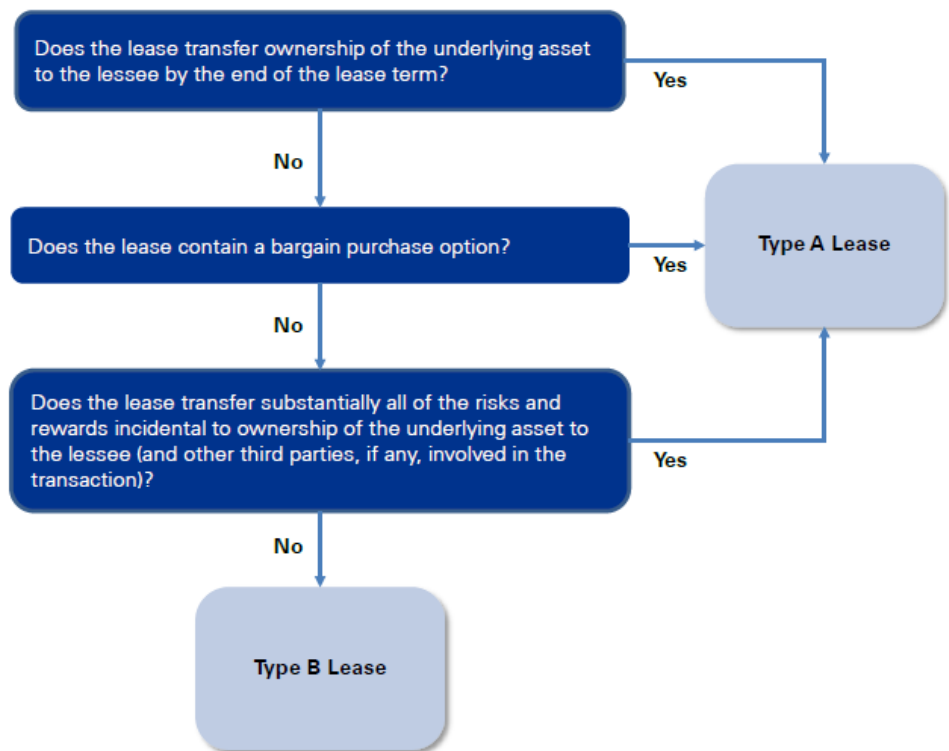 Does the lease transfer ownership of the underlying asset
to the lessee by the end of the lease term?
Yes
No
Does the lease contain a bargain purchase option?
Yes
Type A Lease
No
Does the lease transfer substantially all of the risks and
rewards incidental to ownership of the underlying asset to
the lessee (and other third parties, if any, involved in the
transaction)?
Yes
No
Type B Lease